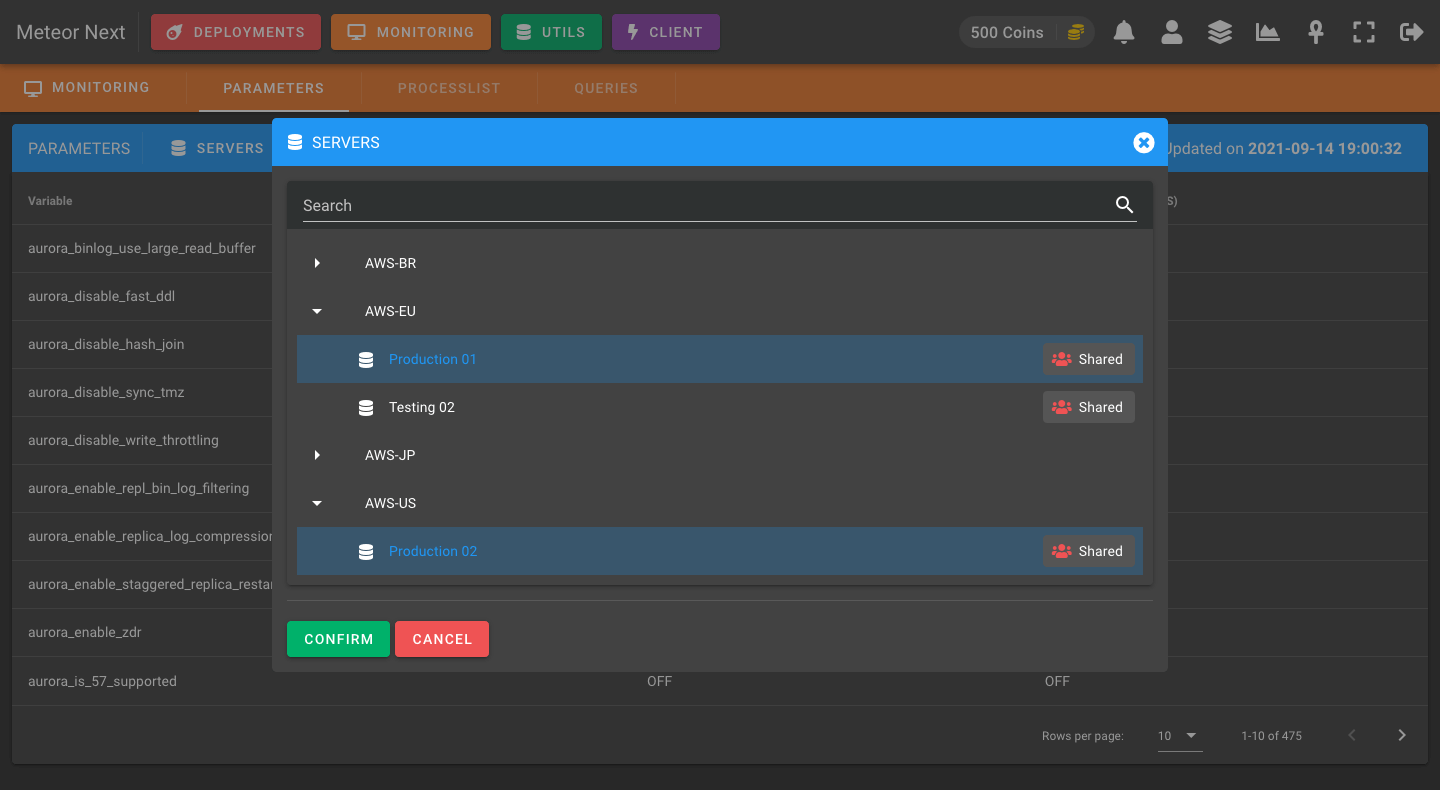 Meteor Next
DEPLOYMENTS
MONITORING
UTILS
CLIENT
500 Coins
MONITORING
PARAMETERS
PROCESSLIST
QUERIES
PARAMETERS
SERVERS
Updated on 2021-09-14 19:00:32
SERVERS
Search
AWS-BR
AWS-EU
Production 01
Shared
Testing 02
Shared
AWS-JP
AWS-US
Production 02
Shared
CONFIRM
CANCEL
Variable
S)
aurora_binlog_use_large_read_buffer
aurora_disable_fast_ddl
aurora_disable_hash_join
aurora_disable_sync_tmz
aurora_disable_write_throttling
aurora_enable_repl_bin_log_filtering
aurora_enable_replica_log_compression
aurora_enable_staggered_replica_resta
aurora_enable_zdr
aurora_is_57_supported
OFF
OFF
Rows per page:
10
1-10 of 475